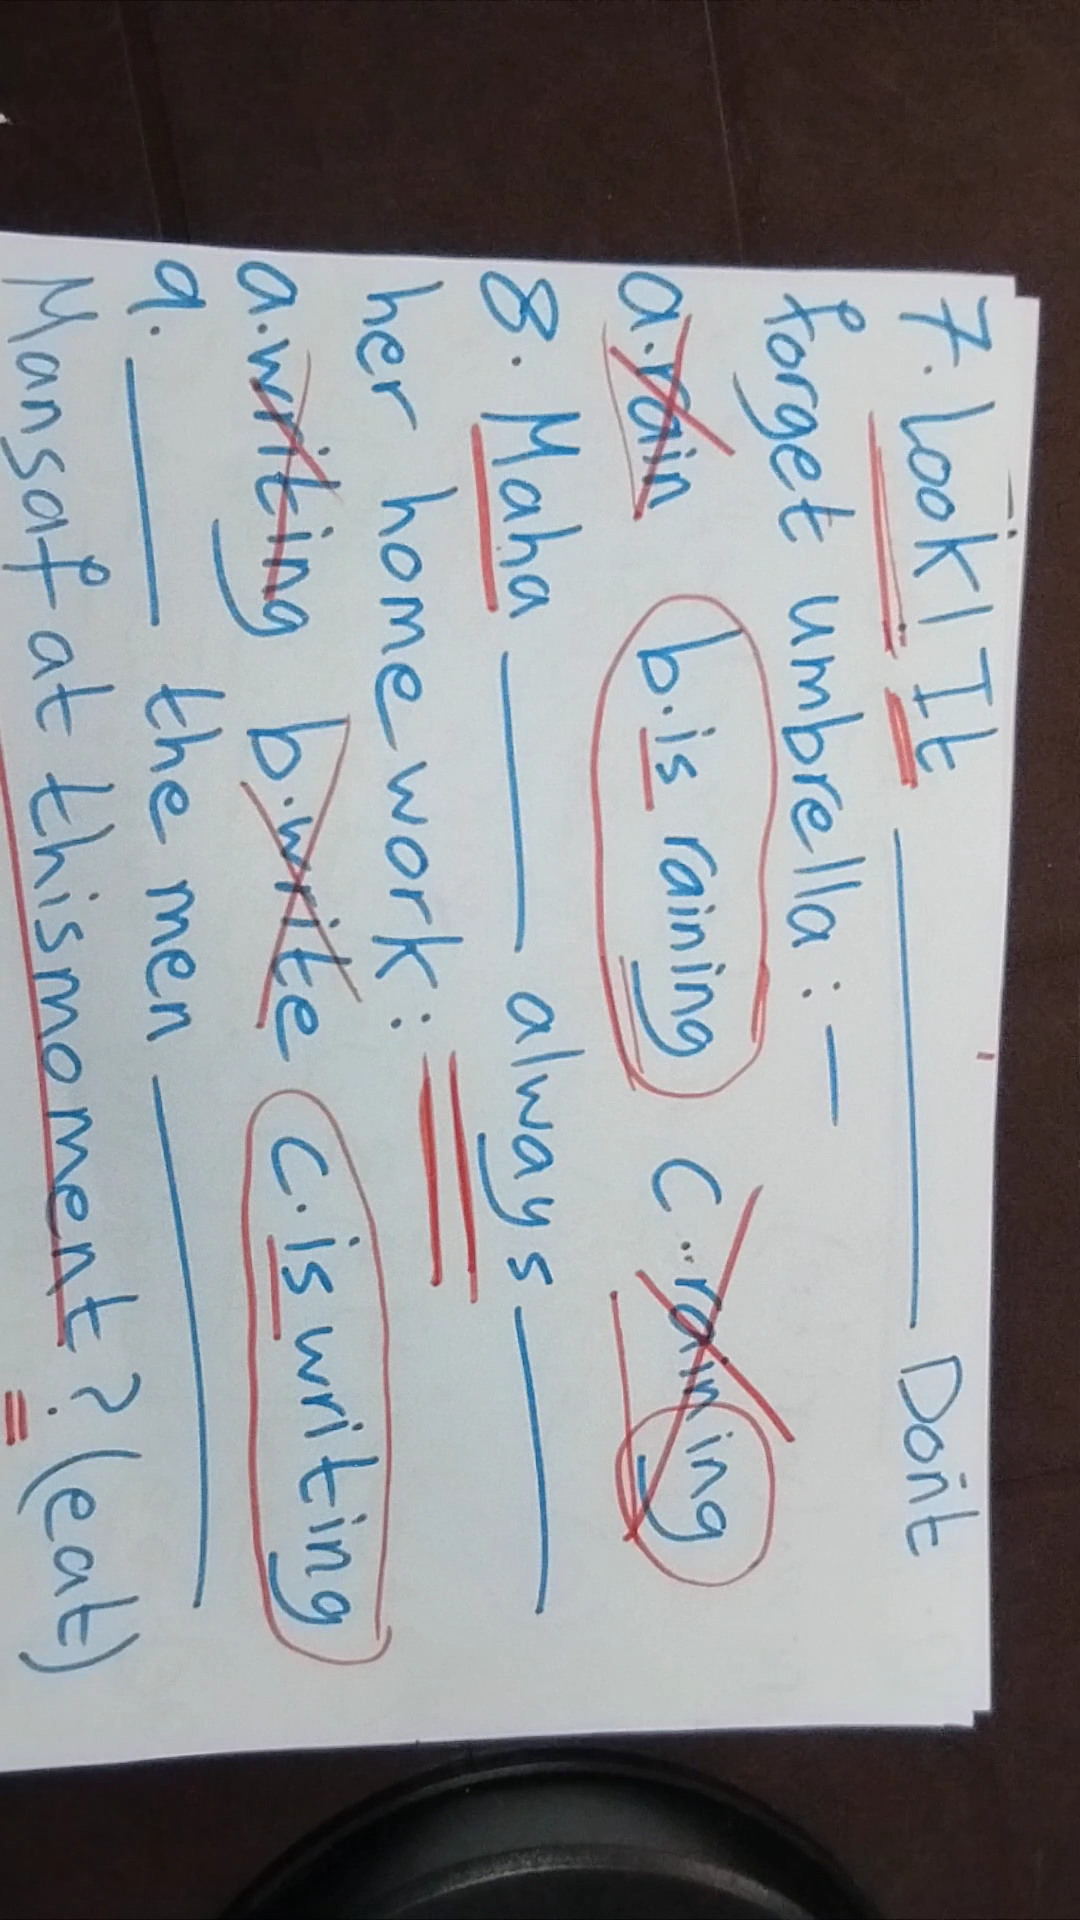 7. Look! It ______ Don't
forget umbrella : _
a. rain b. is raining c. raining
8. Maha ______ always ______
her homework :
a. writing b. write c. is writing
9. ______ the men ______
Mansaf at this moment ? (eat)